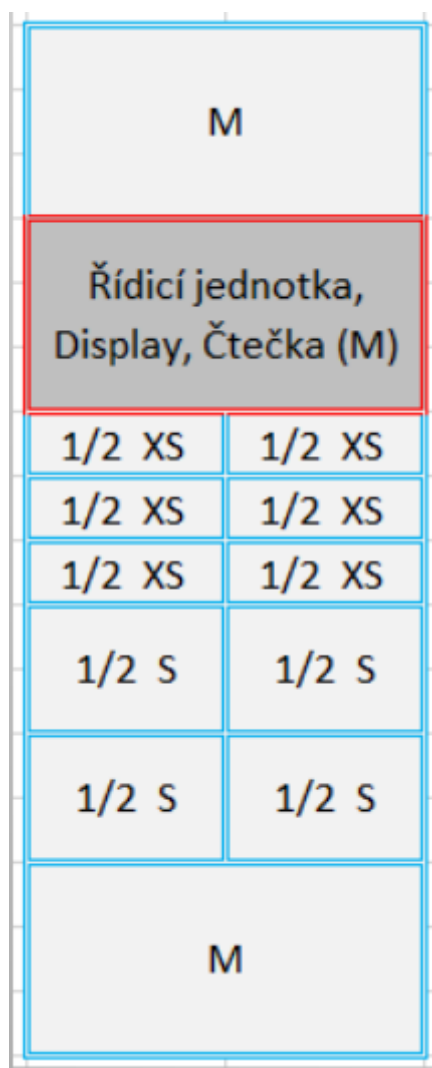 M
Řídicí jednotka,
Display, Čtečka (M)
1/2 XS 1/2 XS
1/2 XS 1/2 XS
1/2 XS 1/2 XS
1/2 S 1/2 S
1/2 S 1/2 S
M